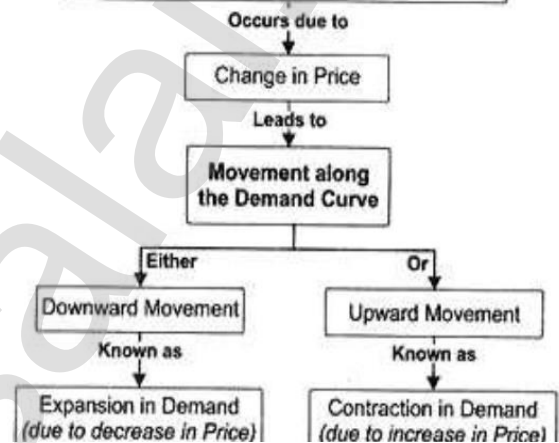 Occurs due to
Change in Price
Leads to
Movement along
the Demand Curve
Either
Or
Downward Movement
Upward Movement
Known as
Known as
Expansion in Demand
(due to decrease in Price)
Contraction in Demand
(due to increase in Price)